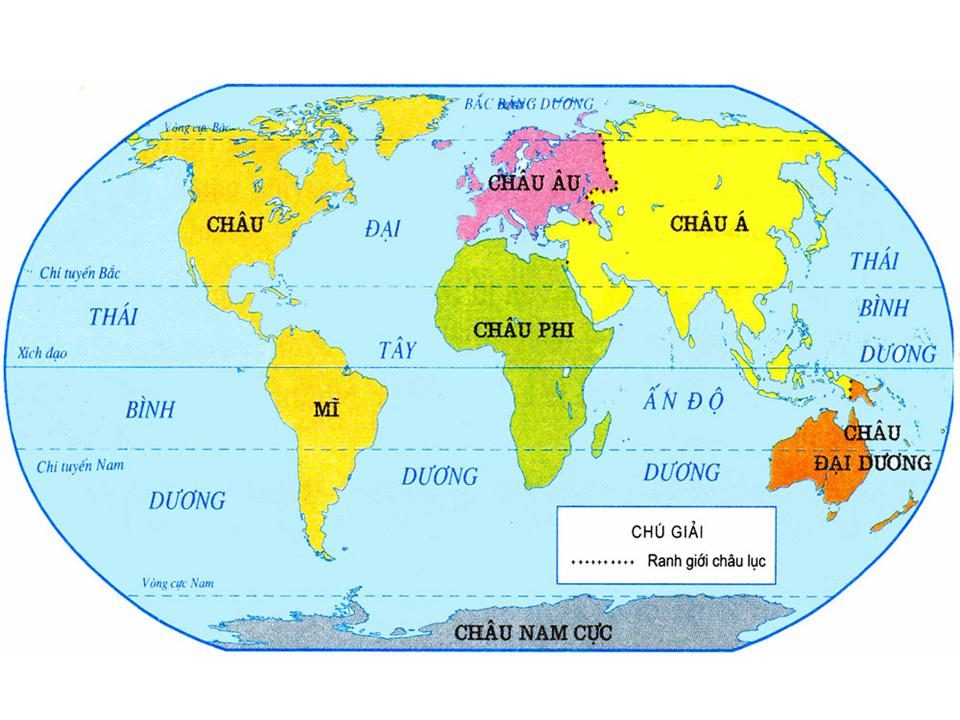 BẮC BĂNG DƯƠNG
Vòng cực Bắc
CHÂU ÂU
CHÂU
ĐẠI
CHÂU Á
THÁI
Chí tuyến Bắc
BÌNH
THÁI
CHÂU PHI
Xích đạo
TÂY
DƯƠNG
BÌNH
MĨ
ẤN ĐỘ
CHÂU
ĐẠI DƯƠNG
Chí tuyến Nam
DƯƠNG
DƯƠNG
DƯƠNG
CHÚ GIẢI
Ranh giới châu lục
Vòng cực Nam
CHÂU NAM CỰC